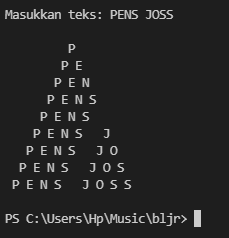 Masukkan teks: PENS JOSS
P
P E
P E N
P E N S
P E N S
P E N S   J
P E N S   J O
P E N S   J O S
P E N S   J O S S
PS C:\Users\Hp\Music\bljr>